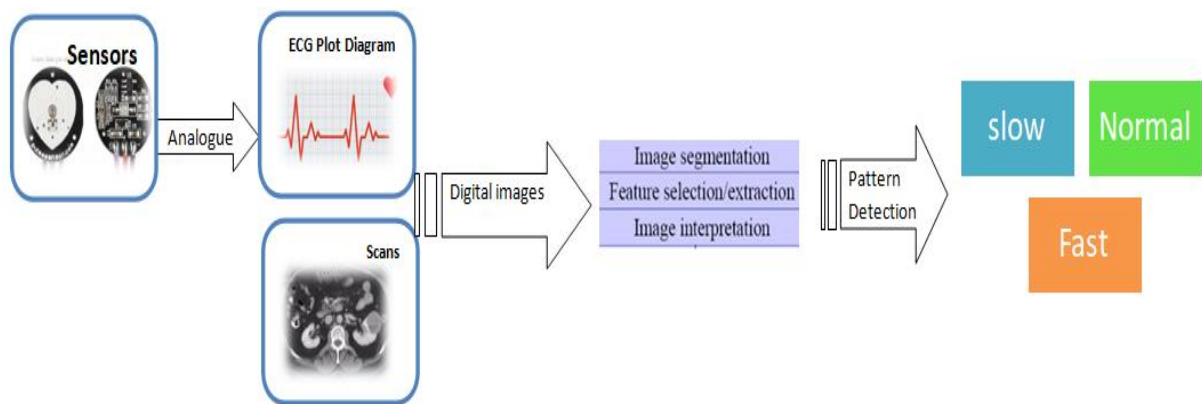 Sensors
Analogue
ECG Plot Diagram
Scans
Digital images
Image segmentation
Feature selection/extraction
Image interpretation
Pattern
Detection
slow
Normal
Fast